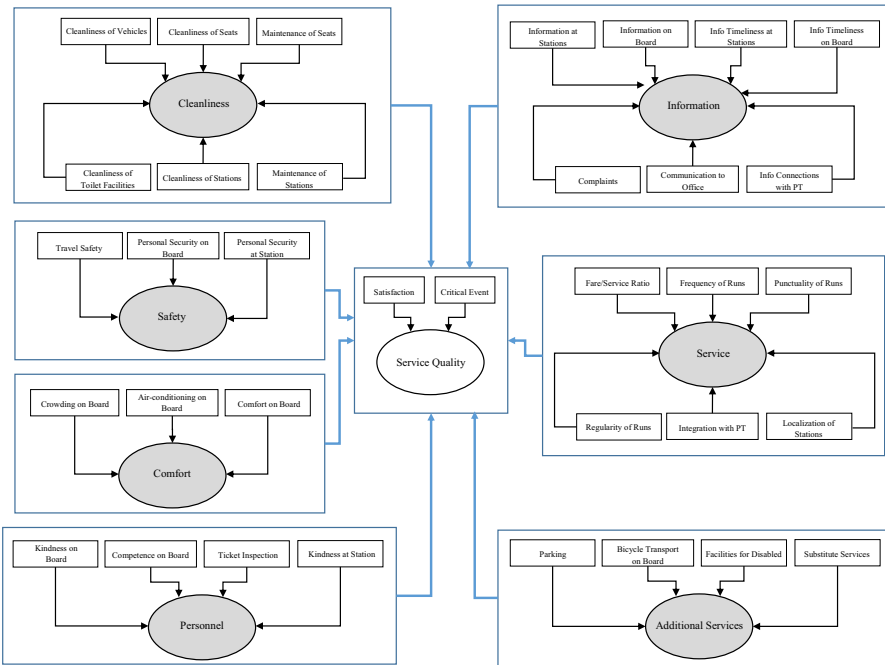 Cleanliness of Vehicles
Cleanliness of Seats
Maintenance of Seats
Cleanliness
Cleanliness of
Toilet Facilities
Cleanliness of Stations
Maintenance of
Stations
Information at
Stations
Information on
Board
Info Timeliness at
Stations
Info Timeliness
on Board
Information
Complaints
Communication to
Office
Info Connections
with PT
Travel Safety
Personal Security on
Board
Personal Security
at Station
Safety
Satisfaction
Critical Event
Service Quality
Fare/Service Ratio
Frequency of Runs
Punctuality of Runs
Service
Regularity of Runs
Integration with PT
Localization of
Stations
Crowding on Board
Air-conditioning on
Board
Comfort on Board
Comfort
Kindness on
Board
Competence on Board
Ticket Inspection
Kindness at Station
Personnel
Parking
Bicycle Transport
on Board
Facilities for Disabled
Substitute Services
Additional Services